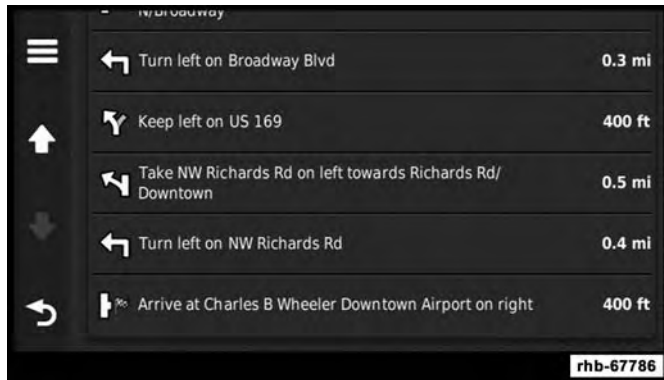 N/Broadway
Turn left on Broadway Blvd 0.3 mi
Keep left on US 169 400 ft
Take NW Richards Rd on left towards Richards Rd/
Downtown 0.5 mi
Turn left on NW Richards Rd 0.4 mi
Arrive at Charles B Wheeler Downtown Airport on right 400 ft
rhb-67786